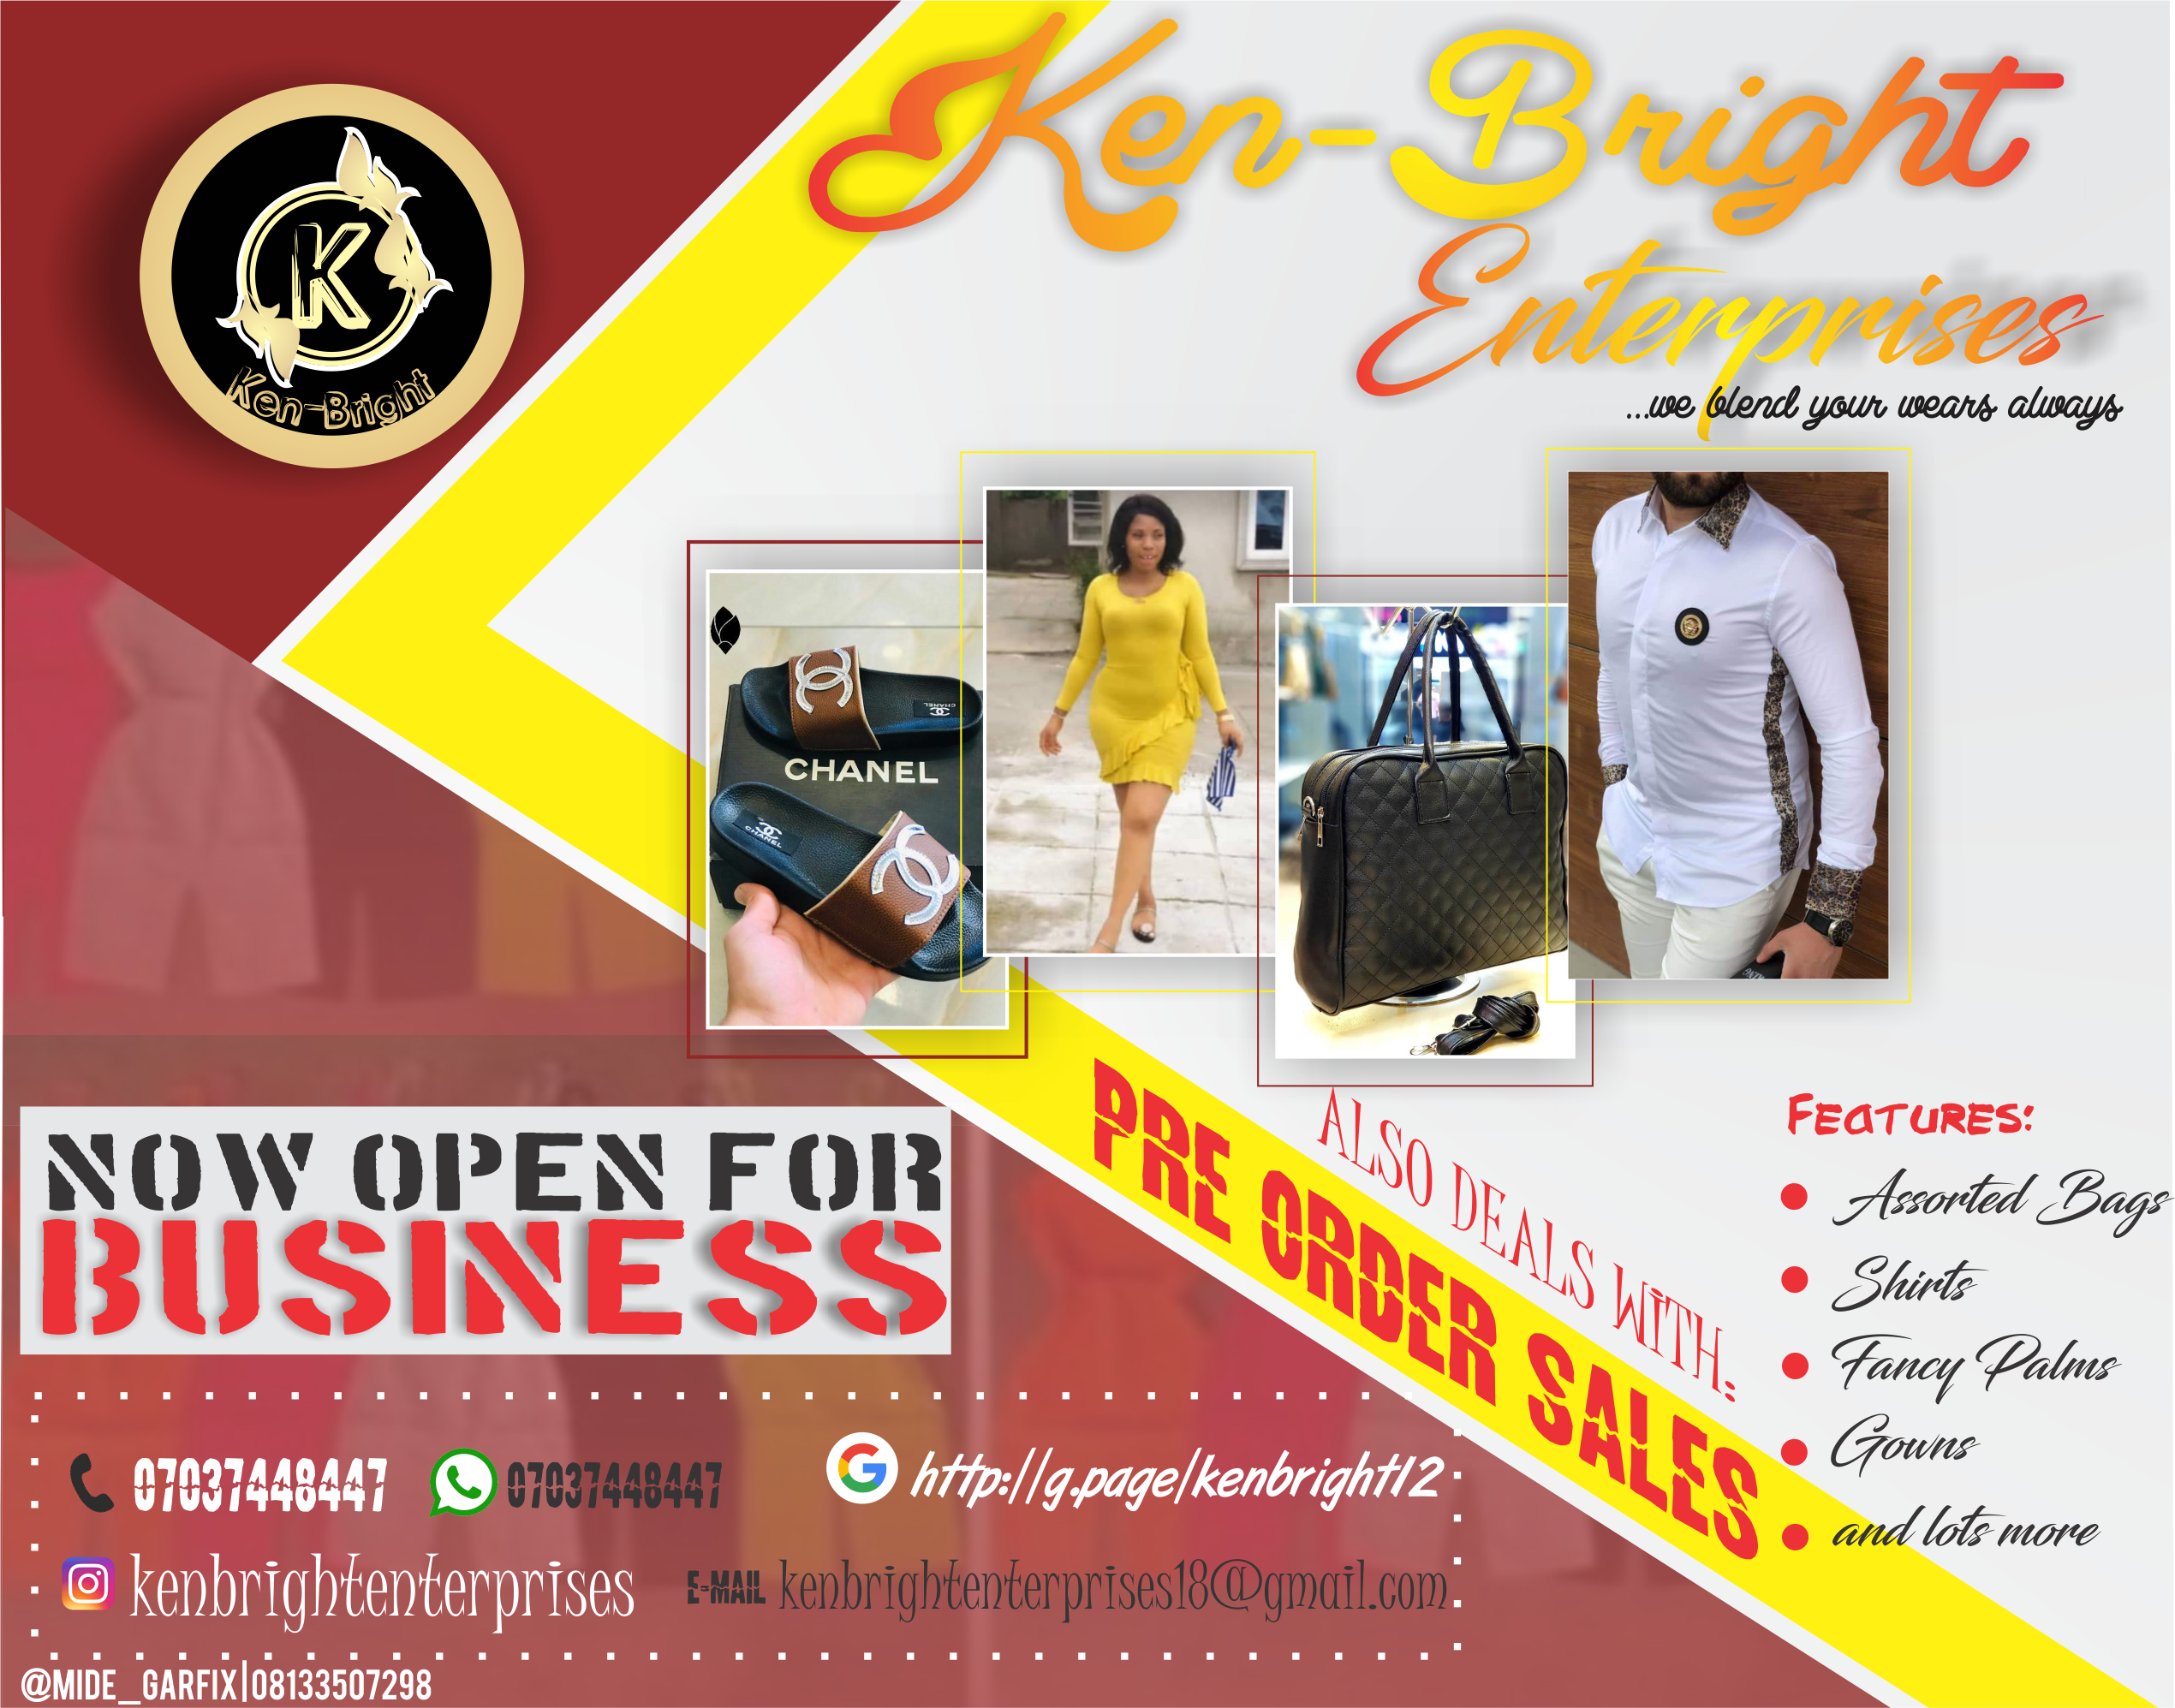 K
Ken-Bright
Ken-Bright
Enterprises
...we blend your wears always
CHANEL
CHANEL
CHANEL
NOW OPEN FOR
BUSINESS
PRE ORDER SALES
ALSO DEALS WITH:
FEATURES:
Assorted Bags
Shirts
Fancy Palms
Gowns
and lots more
07037448447
07037448447
http://g.page/kenbright12
kenbrightenterprises
E-MAIL kenbrightenterprises18@gmail.com
@MIDE_GARFIX|08133507298